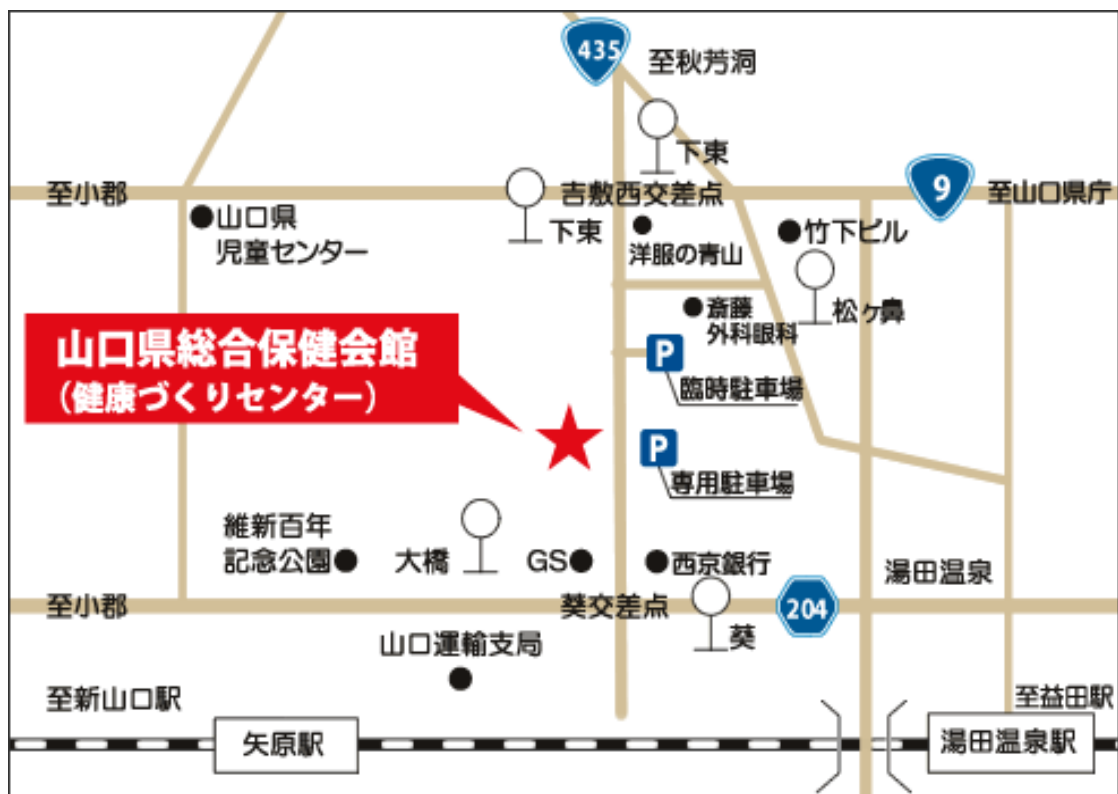 435
至秋芳洞
下東
至小郡
吉敷西交差点
9
至山口県庁
山口県
児童センター
下東
洋服の青山
竹下ビル
斎藤
外科眼科
松ヶ鼻
山口県総合保健会館
(健康づくりセンター)
P
臨時駐車場
P
専用駐車場
維新百年
記念公園
大橋
GS
西京銀行
湯田温泉
至小郡
葵交差点
204
葵
山口運輸支局
至新山口駅
至益田駅
矢原駅
湯田温泉駅